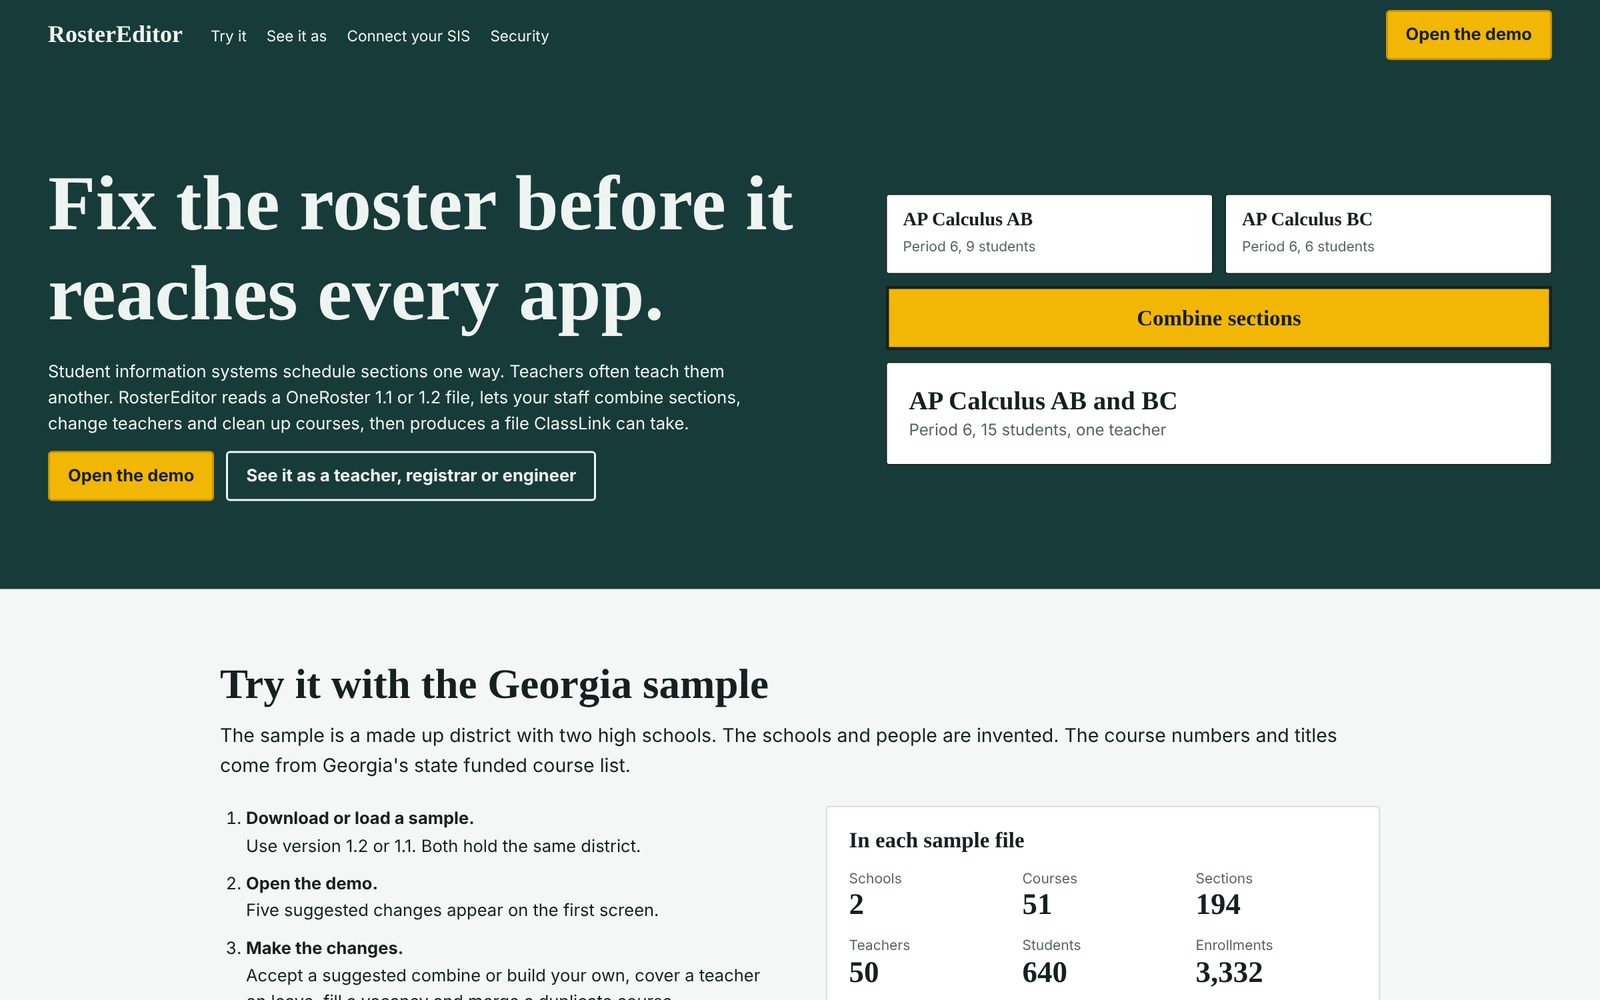 RosterEditor
Try it
See it as
Connect your SIS
Security
Open the demo
Fix the roster before it
reaches every app.
Student information systems schedule sections one way. Teachers often teach them
another. RosterEditor reads a OneRoster 1.1 or 1.2 file, lets your staff combine sections,
change teachers and clean up courses, then produces a file ClassLink can take.
Open the demo
See it as a teacher, registrar or engineer
AP Calculus AB
Period 6, 9 students
AP Calculus BC
Period 6, 6 students
Combine sections
AP Calculus AB and BC
Period 6, 15 students, one teacher
Try it with the Georgia sample
The sample is a made up district with two high schools. The schools and people are invented. The course numbers and titles
come from Georgia's state funded course list.
1. Download or load a sample.
Use version 1.2 or 1.1. Both hold the same district.
2. Open the demo.
Five suggested changes appear on the first screen.
3. Make the changes.
Accept a suggested combine or build your own, cover a teacher
on leave, fill a vacancy and merge a duplicate course.
In each sample file
Schools
2
Courses
51
Sections
194
Teachers
50
Students
640
Enrollments
3,332